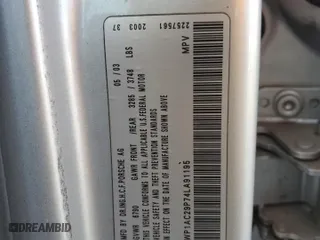 MFD BY DR.ING.H.C.F.PORSCHE AG 05 / 03
GVWR 6790 GAWR FRONT /REAR 3265 / 3748 LBS
THIS VEHICLE CONFORMS TO ALL APPLICABLE U.S.FEDERAL MOTOR
VEHICLE SAFETY AND THEFT PREVENTION STANDARDS
IN EFFECT ON THE DATE OF MANUFACTURE SHOWN ABOVE
WP1AC29P74LA91195 MPV
2257561 2003 37
DREAMBID